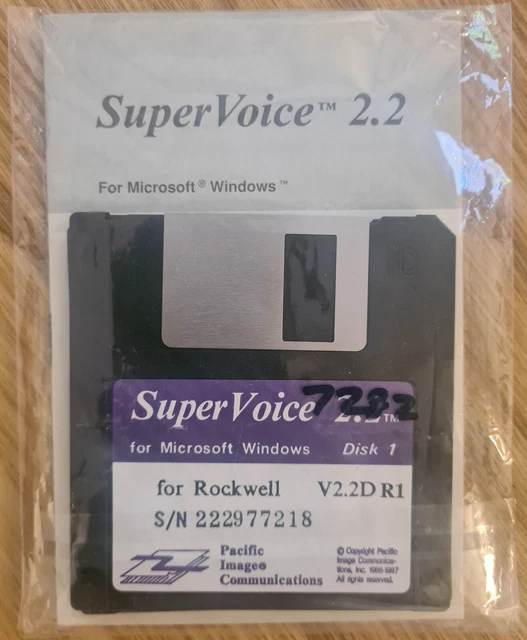 SuperVoice™ 2.2
For Microsoft® Windows™
SuperVoice 2.2™
7282
for Microsoft Windows Disk 1
for Rockwell V2.2D R1
S/N 222977218
Pacific
Image®
Communications
© Copyright Pacific
Image Communica-
tions, Inc. 1988-1997
All rights reserved.